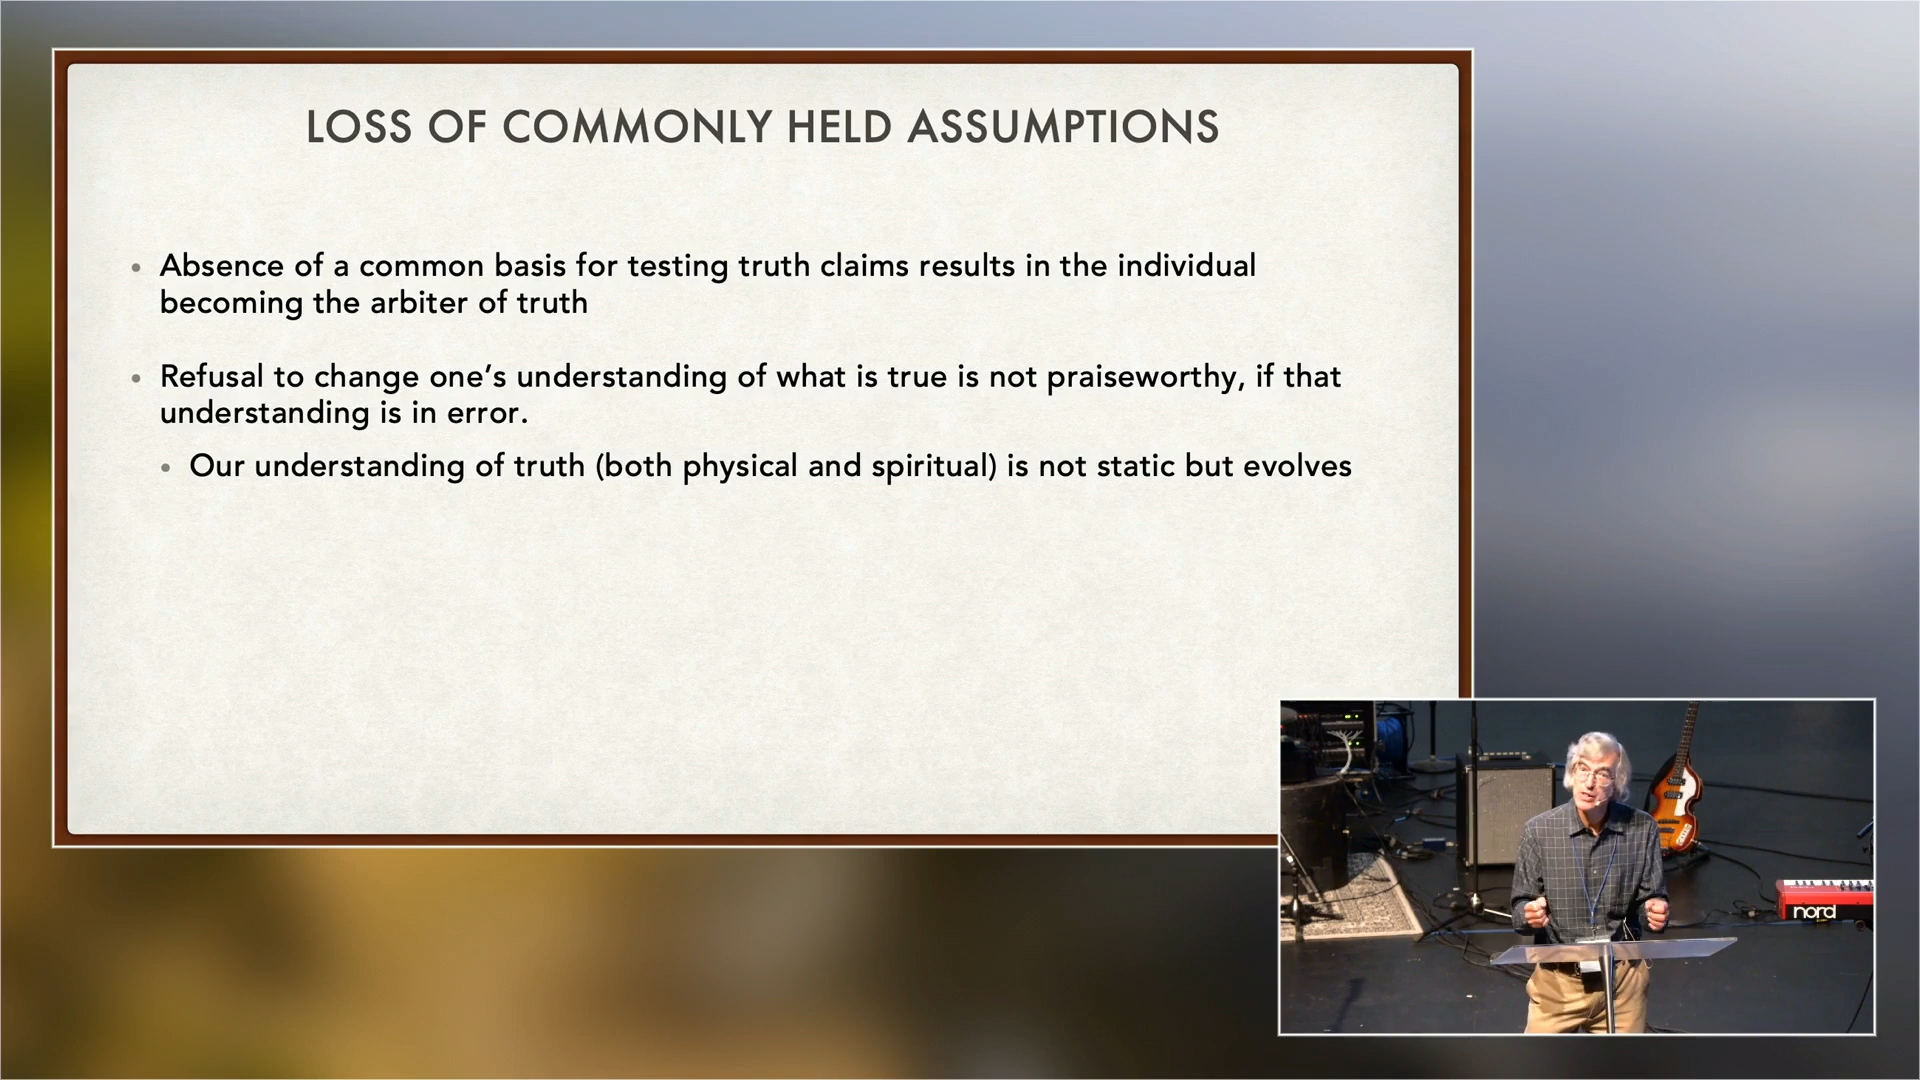 LOSS OF COMMONLY HELD ASSUMPTIONS
• Absence of a common basis for testing truth claims results in the individual
becoming the arbiter of truth
• Refusal to change one’s understanding of what is true is not praiseworthy, if that
understanding is in error.
• Our understanding of truth (both physical and spiritual) is not static but evolves
nord